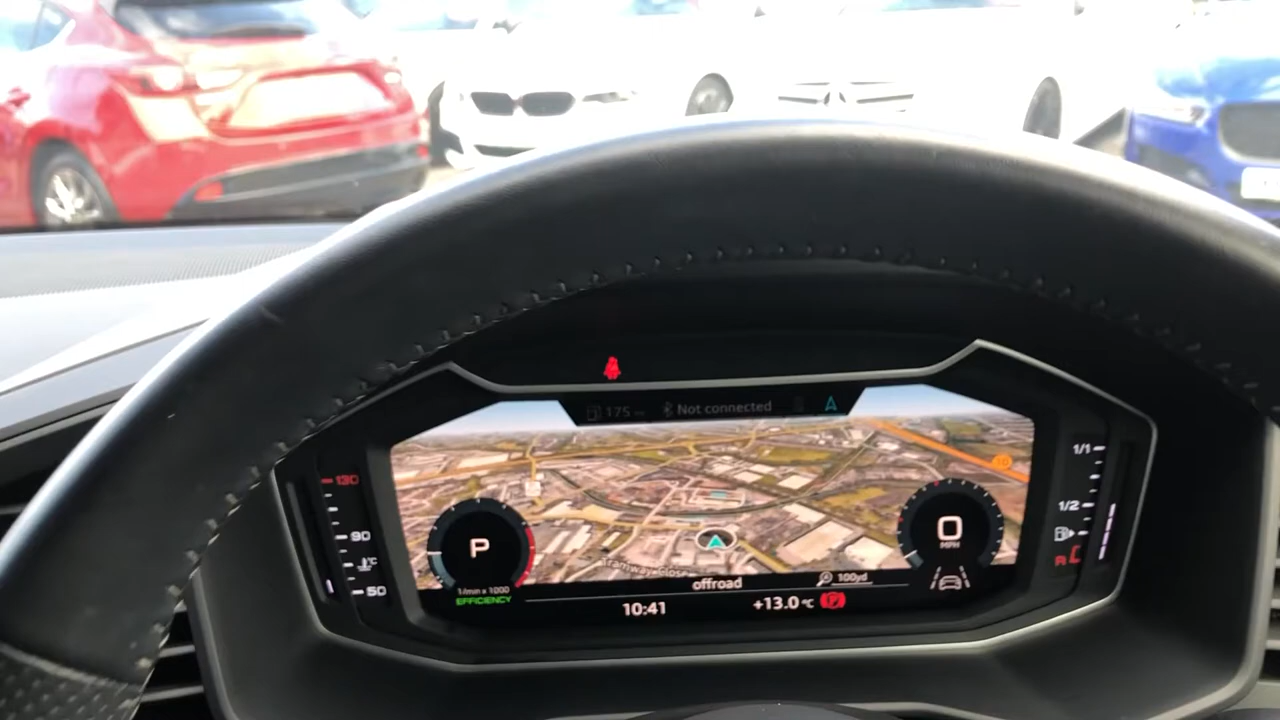 175
Not connected
130
90
°C
50
1/1
1/2
R
10
P
1/min x 1000
EFFICIENCY
0
MPH
Tramway Close
offroad
100yd
10:41
+13.0 °C